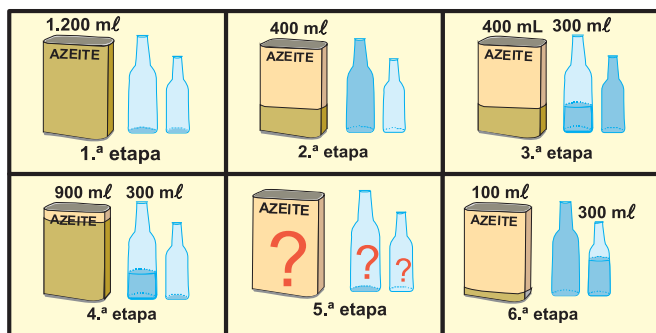 1.200 mℓ
AZEITE
1.ª etapa
400 mℓ
AZEITE
2.ª etapa
400 mL 300 mℓ
AZEITE
3.ª etapa
900 mℓ 300 mℓ
AZEITE
4.ª etapa
AZEITE
? ? ?
5.ª etapa
100 mℓ
300 mℓ
AZEITE
6.ª etapa